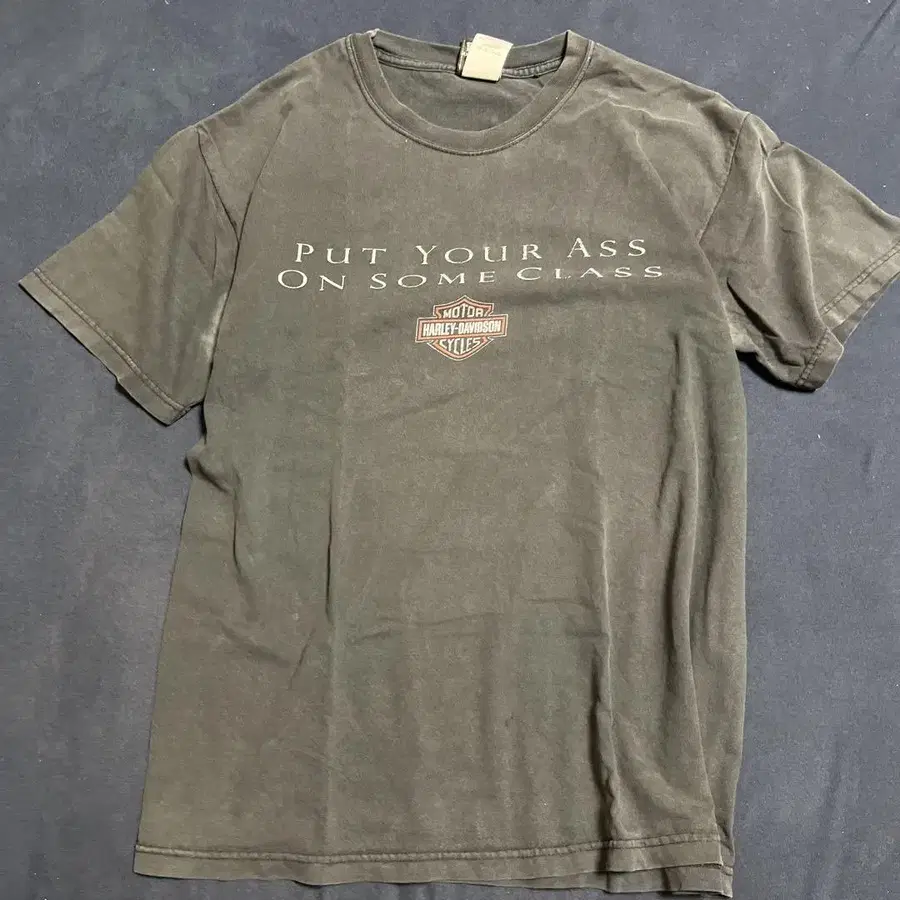 PUT YOUR ASS
ON SOME CLASS
MOTOR
HARLEY-DAVIDSON
CYCLES